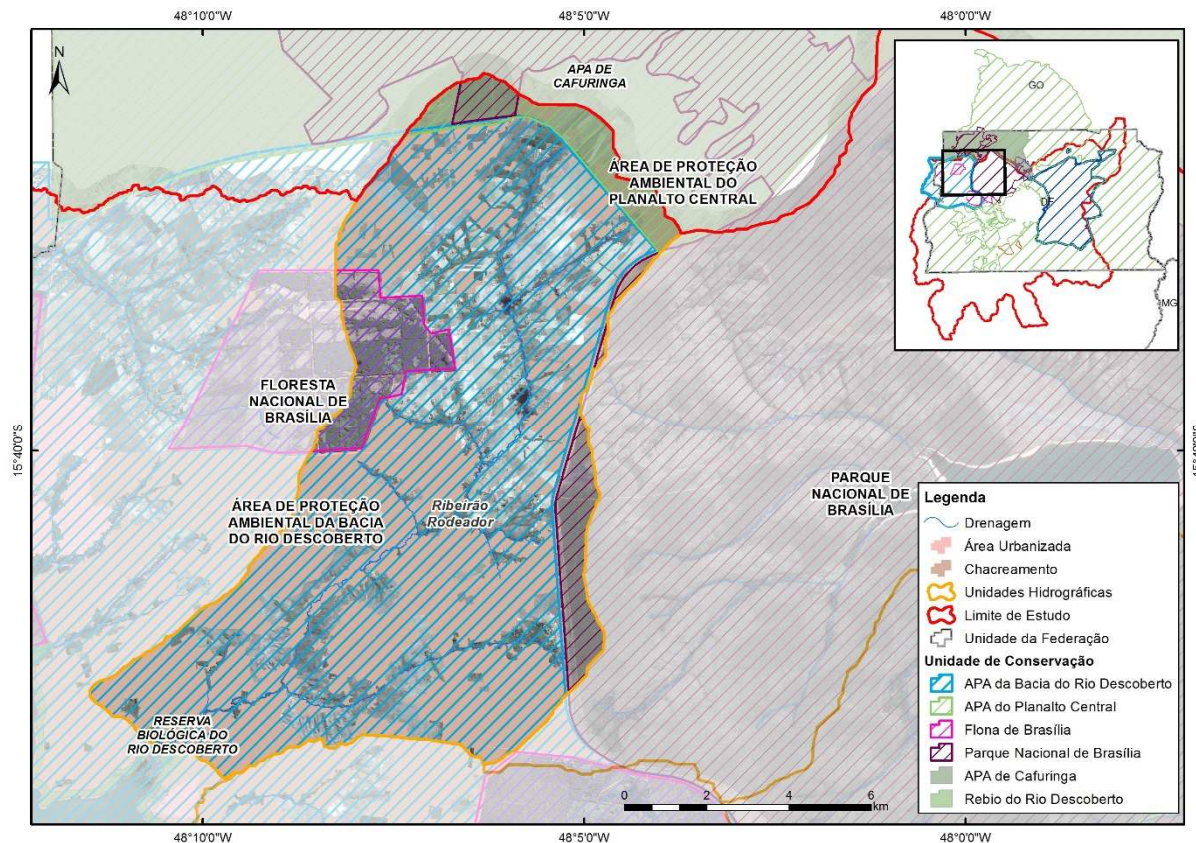 48°10'0"W
48°5'0"W
48°0'0"W
N
APA DE
CAFURINGA
GO
DF
MG
ÁREA DE PROTEÇÃO
AMBIENTAL DO
PLANALTO CENTRAL
FLORESTA
NACIONAL DE
BRASÍLIA
15°40'0"S
15°40'0"S
ÁREA DE PROTEÇÃO
AMBIENTAL DA BACIA
DO RIO DESCOBERTO
Ribeirão
Rodeador
PARQUE
NACIONAL DE
BRASÍLIA
RESERVA
BIOLÓGICA DO
RIO DESCOBERTO
Legenda
Drenagem
Área Urbanizada
Chacreamento
Unidades Hidrográficas
Limite de Estudo
Unidade da Federação
Unidade de Conservação
APA da Bacia do Rio Descoberto
APA do Planalto Central
Flona de Brasília
Parque Nacional de Brasília
APA de Cafuringa
Rebio do Rio Descoberto
0 2 4 6
km
48°10'0"W
48°5'0"W
48°0'0"W